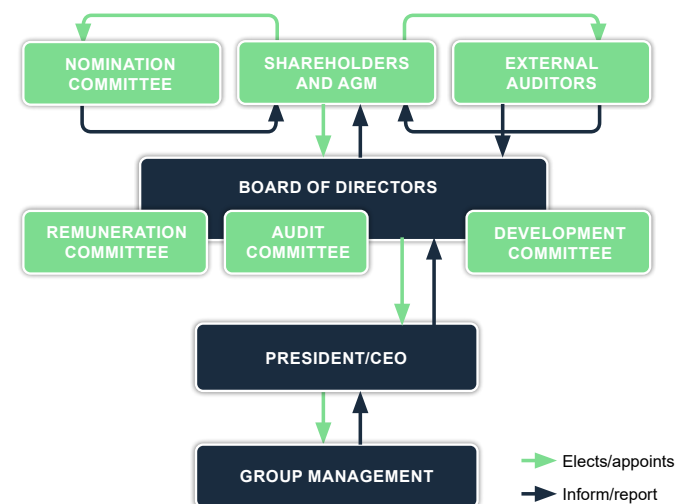 NOMINATION
COMMITTEE
SHAREHOLDERS
AND AGM
EXTERNAL
AUDITORS
BOARD OF DIRECTORS
REMUNERATION
COMMITTEE
AUDIT
COMMITTEE
DEVELOPMENT
COMMITTEE
PRESIDENT/CEO
GROUP MANAGEMENT
Elects/appoints
Inform/report